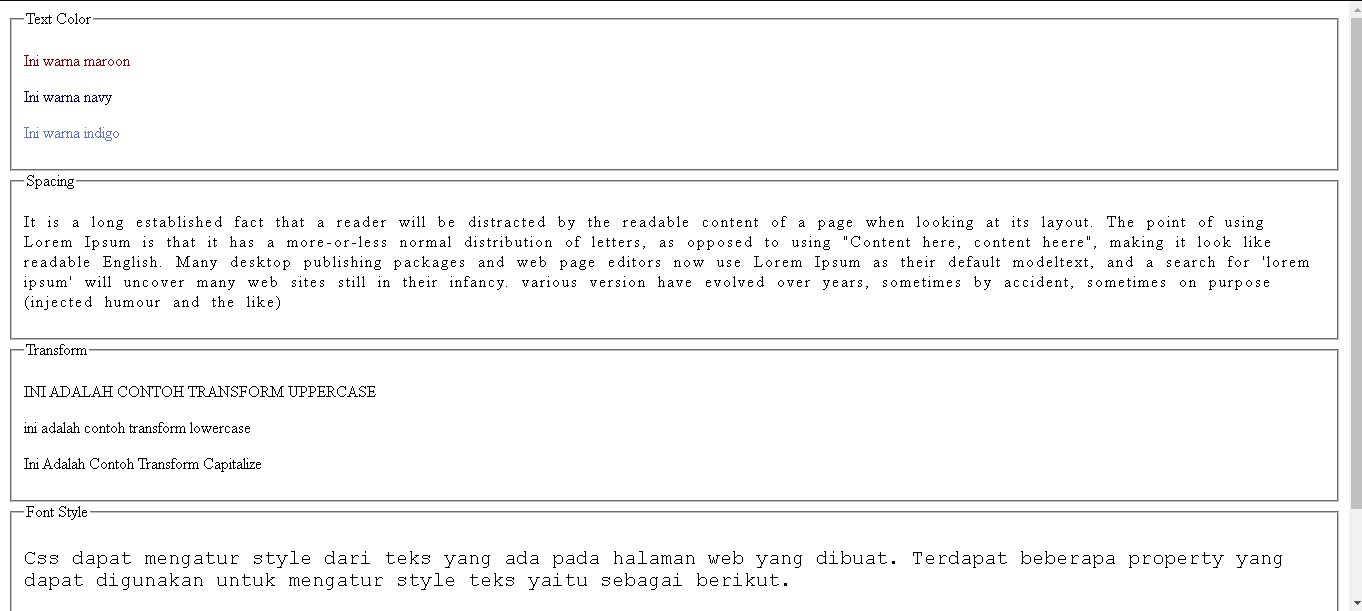 Text Color
Ini warna maroon
Ini warna navy
Ini warna indigo
Spacing
It is a long established fact that a reader will be distracted by the readable content of a page when looking at its layout. The point of using
Lorem Ipsum is that it has a more-or-less normal distribution of letters, as opposed to using "Content here, content heere", making it look like
readable English. Many desktop publishing packages and web page editors now use Lorem Ipsum as their default modeltext, and a search for 'lorem
ipsum' will uncover many web sites still in their infancy. various version have evolved over years, sometimes by accident, sometimes on purpose
(injected humour and the like)
Transform
INI ADALAH CONTOH TRANSFORM UPPERCASE
ini adalah contoh transform lowercase
Ini Adalah Contoh Transform Capitalize
Font Style
Css dapat mengatur style dari teks yang ada pada halaman web yang dibuat. Terdapat beberapa property yang
dapat digunakan untuk mengatur style teks yaitu sebagai berikut.